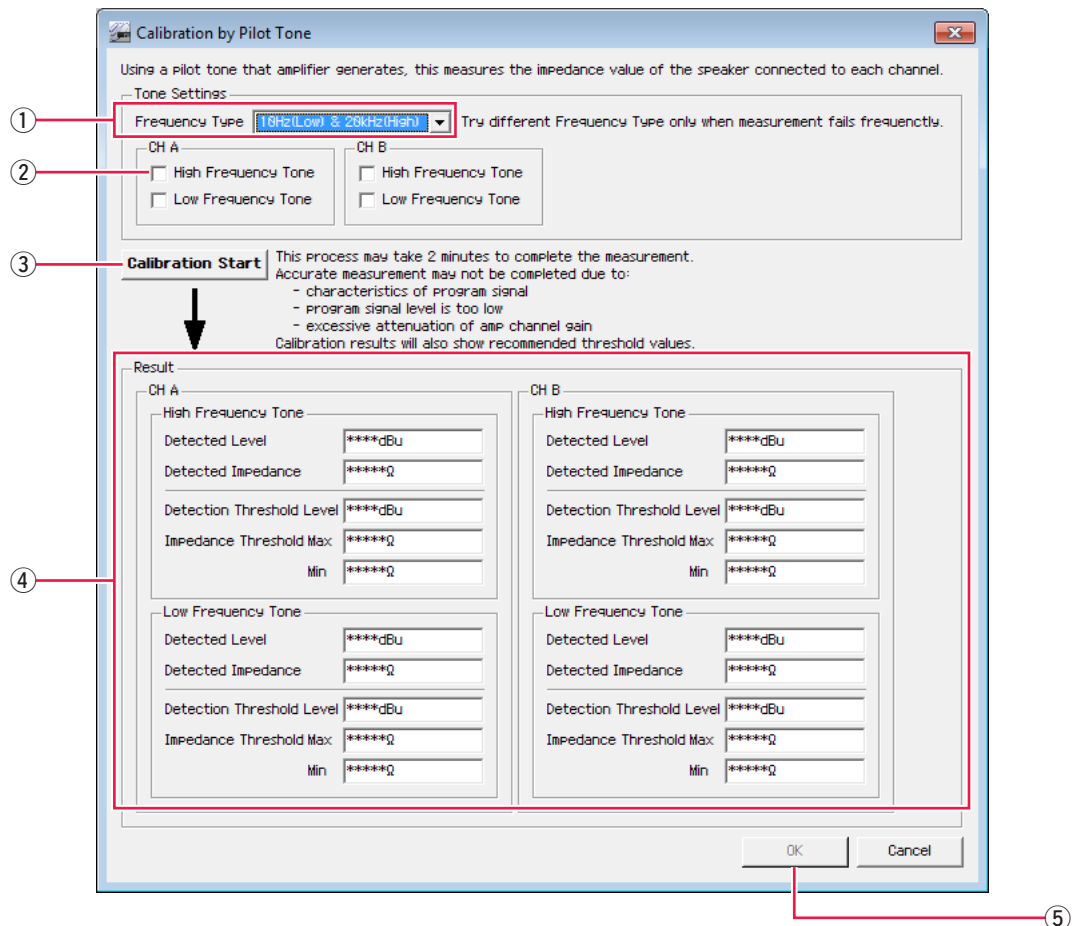 Calibration by Pilot Tone
Using a pilot tone that amplifier generates, this measures the impedance value of the speaker connected to each channel.
Tone Settings
① Frequency Type 10Hz(Low) & 20kHz(High) Try different Frequency Type only when measurement fails frequenctly.
CH A CH B
② High Frequency Tone High Frequency Tone
Low Frequency Tone Low Frequency Tone
③ Calibration Start This process may take 2 minutes to complete the measurement.
Accurate measurement may not be completed due to:
- characteristics of program signal
- program signal level is too low
- excessive attenuation of amp channel gain
Calibration results will also show recommended threshold values.
④ Result
CH A
High Frequency Tone
Detected Level ****dBu
Detected Impedance *****Ω
Detection Threshold Level ****dBu
Impedance Threshold Max *****Ω
Min *****Ω
Low Frequency Tone
Detected Level ****dBu
Detected Impedance *****Ω
Detection Threshold Level ****dBu
Impedance Threshold Max *****Ω
Min *****Ω
CH B
High Frequency Tone
Detected Level ****dBu
Detected Impedance *****Ω
Detection Threshold Level ****dBu
Impedance Threshold Max *****Ω
Min *****Ω
Low Frequency Tone
Detected Level ****dBu
Detected Impedance *****Ω
Detection Threshold Level ****dBu
Impedance Threshold Max *****Ω
Min *****Ω
OK Cancel
⑤